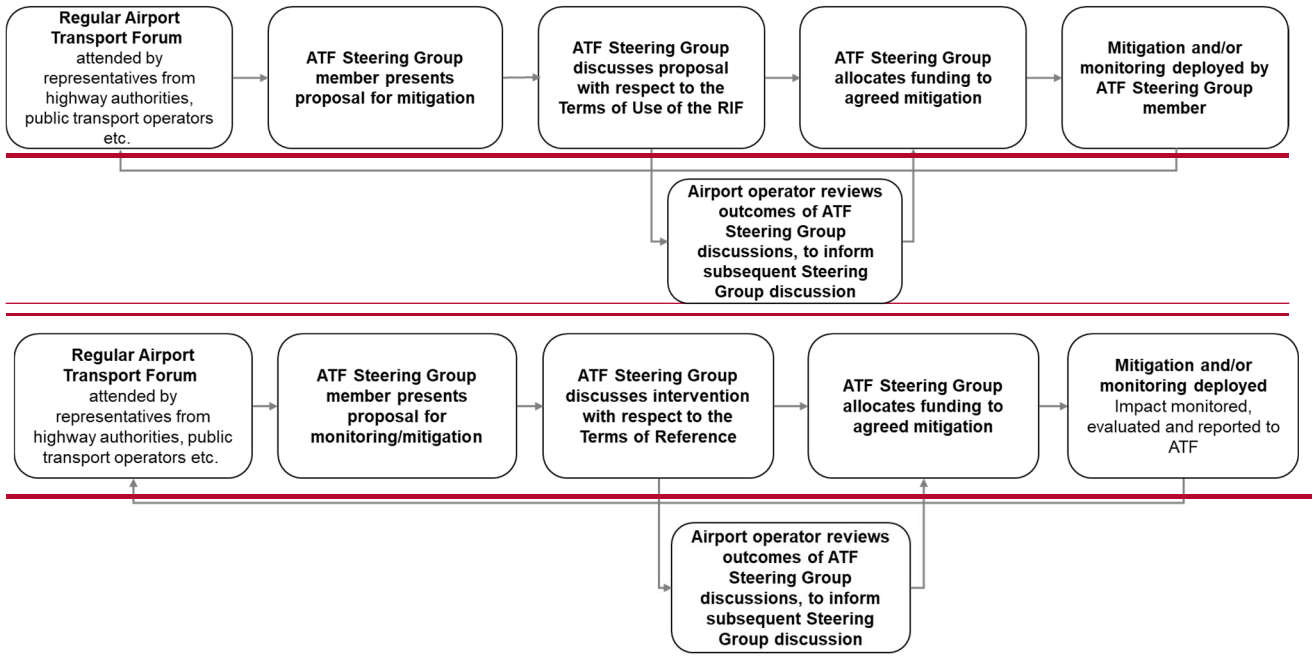 Regular Airport
Transport Forum
attended by
representatives from
highway authorities,
public transport operators
etc.
ATF Steering Group
member presents
proposal for mitigation
ATF Steering Group
discusses proposal
with respect to the
Terms of Use of the RIF
ATF Steering Group
allocates funding to
agreed mitigation
Mitigation and/or
monitoring deployed by
ATF Steering Group
member
Airport operator reviews
outcomes of ATF
Steering Group
discussions, to inform
subsequent Steering
Group discussion
Regular Airport
Transport Forum
attended by
representatives from
highway authorities, public
transport operators etc.
ATF Steering Group
member presents
proposal for
monitoring/mitigation
ATF Steering Group
discusses intervention
with respect to the
Terms of Reference
ATF Steering Group
allocates funding to
agreed mitigation
Mitigation and/or
monitoring deployed
Impact monitored,
evaluated and reported to
ATF
Airport operator reviews
outcomes of ATF
Steering Group
discussions, to inform
subsequent Steering
Group discussion